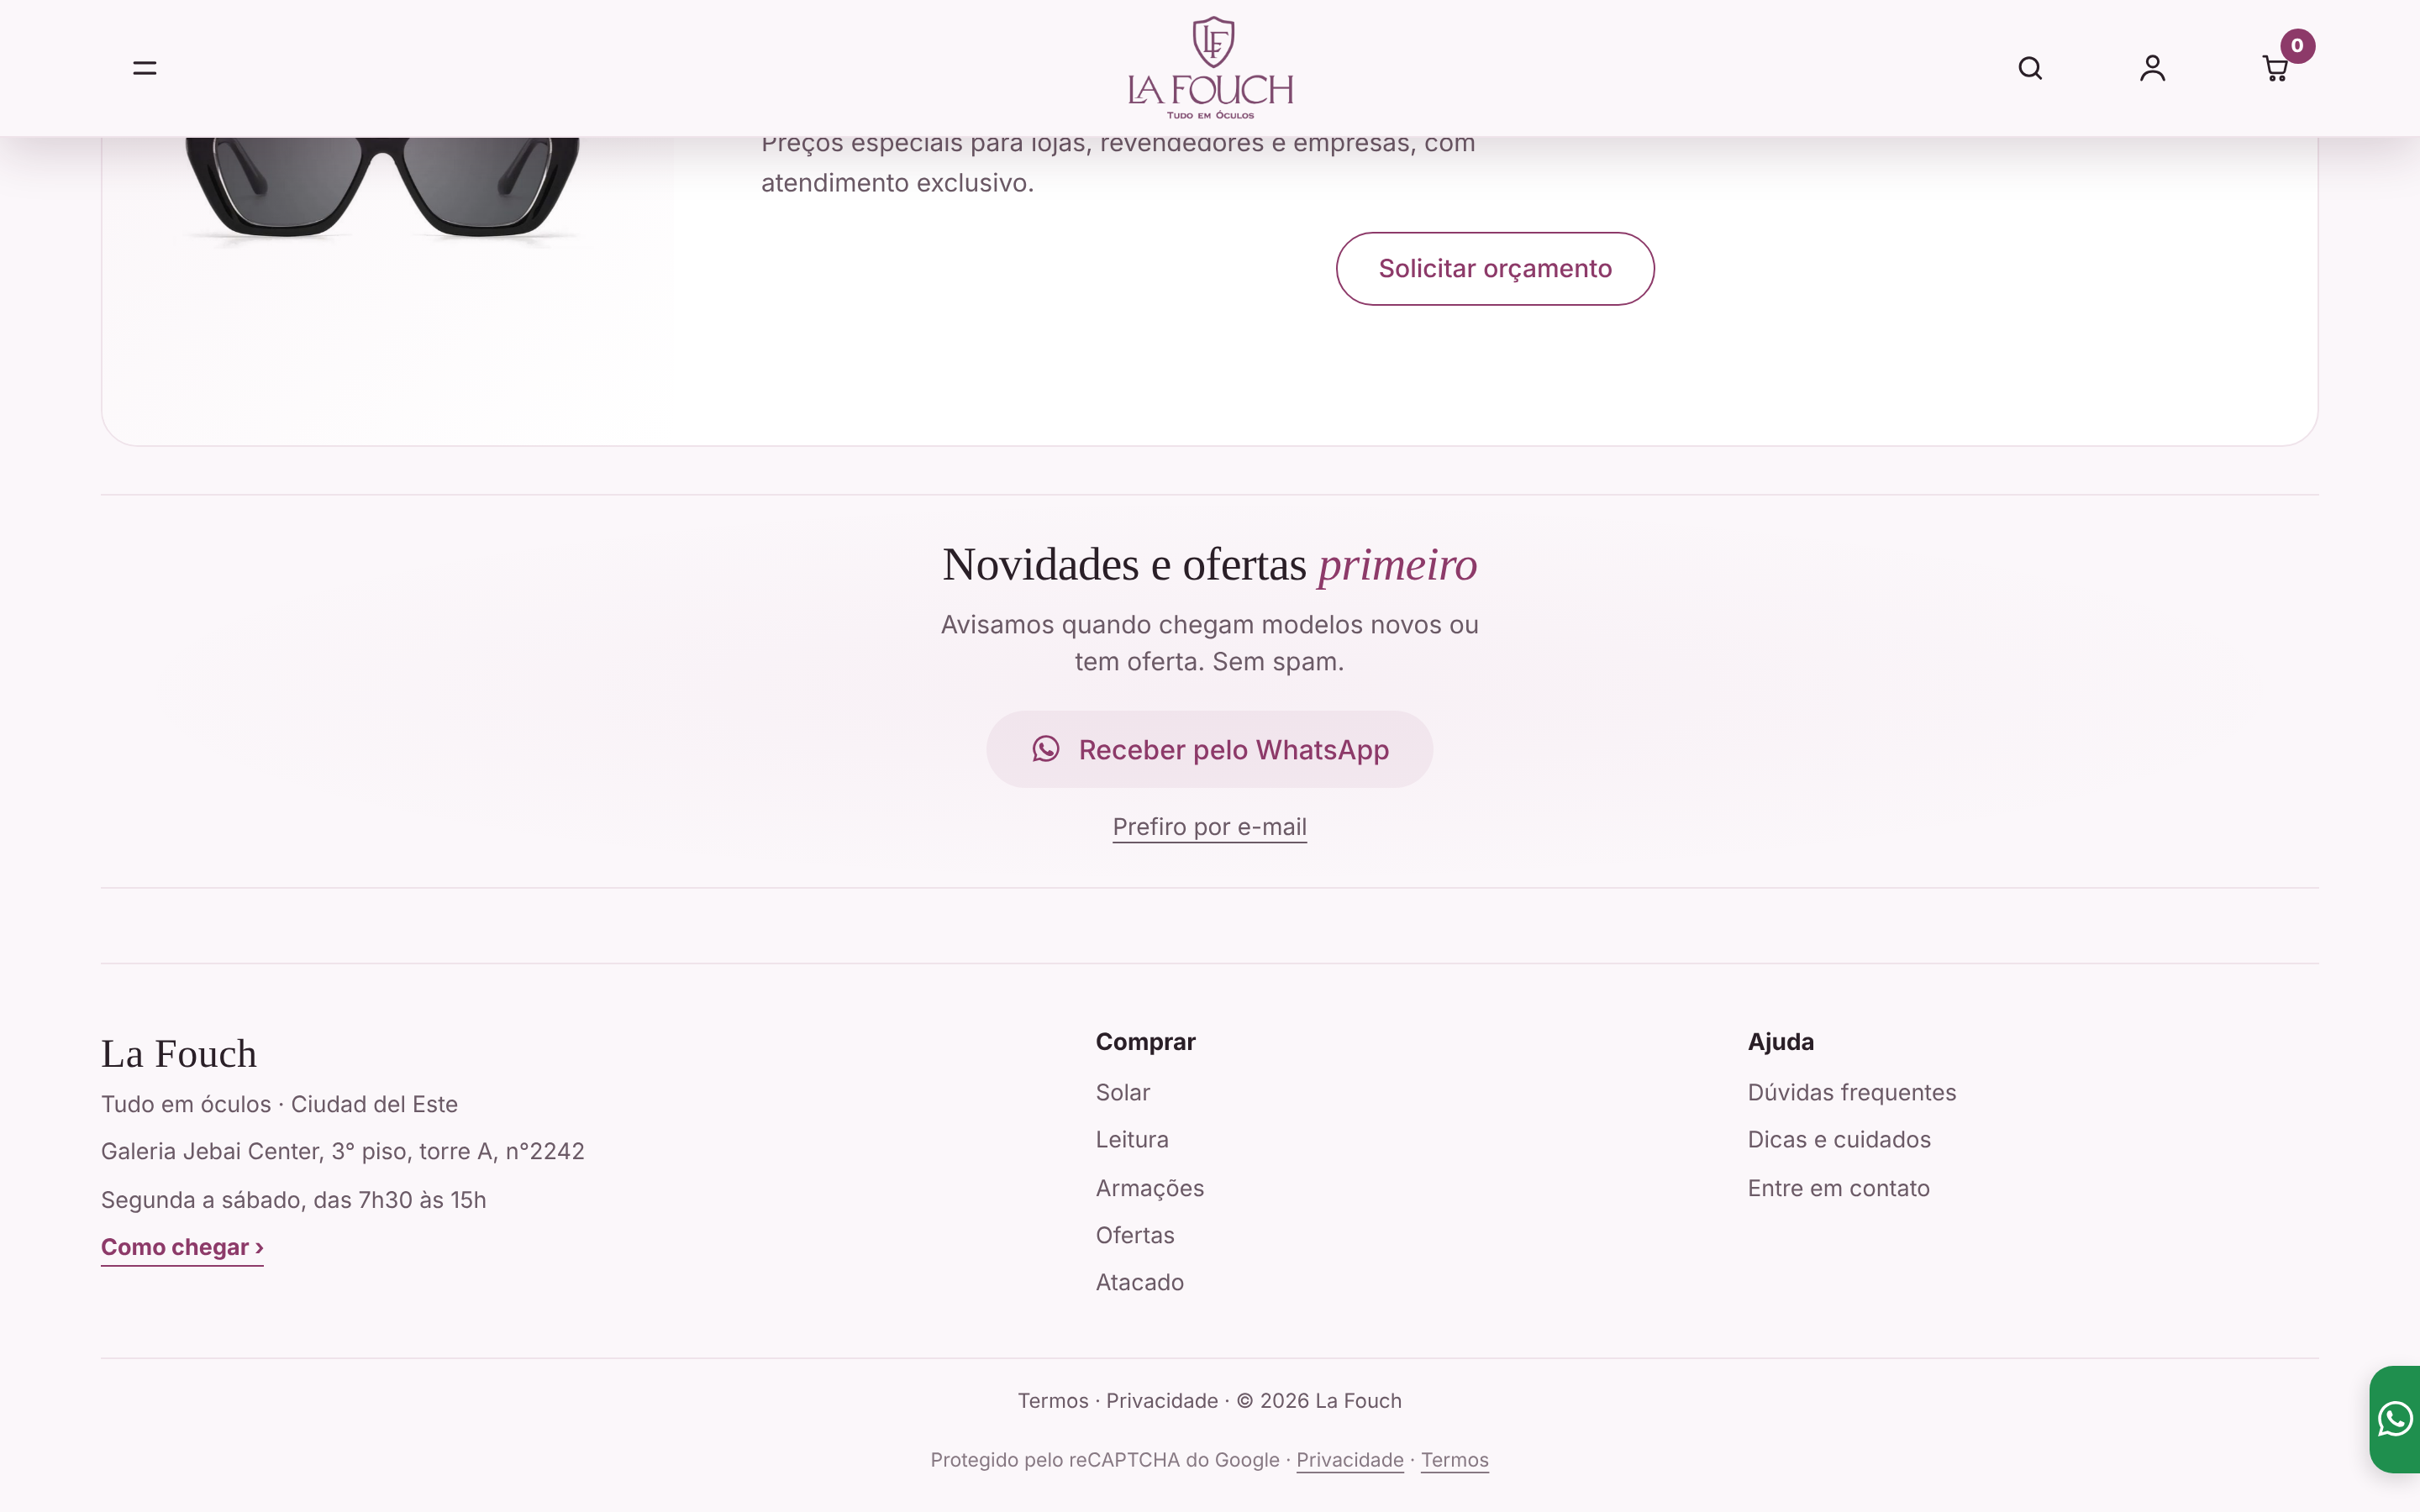 LF
LA FOUCH
Tudo em Óculos
0
Preços especiais para lojas, revendedores e empresas, com
atendimento exclusivo.
Solicitar orçamento
Novidades e ofertas primeiro
Avisamos quando chegam modelos novos ou
tem oferta. Sem spam.
Receber pelo WhatsApp
Prefiro por e-mail
La Fouch
Tudo em óculos · Ciudad del Este
Galeria Jebai Center, 3° piso, torre A, n°2242
Segunda a sábado, das 7h30 às 15h
Como chegar ›
Comprar
Solar
Leitura
Armações
Ofertas
Atacado
Ajuda
Dúvidas frequentes
Dicas e cuidados
Entre em contato
Termos · Privacidade · © 2026 La Fouch
Protegido pelo reCAPTCHA do Google · Privacidade · Termos